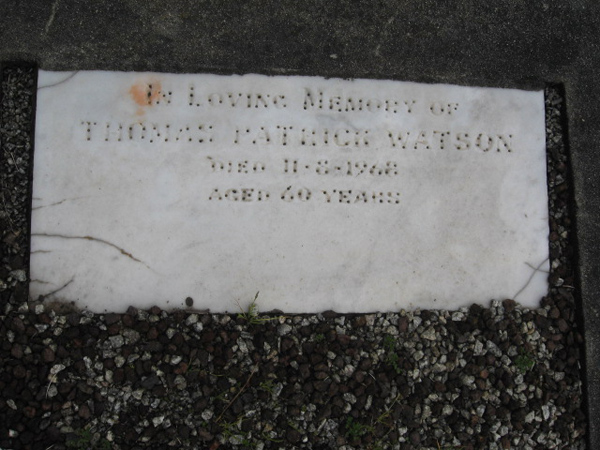 In Loving Memory of
THOMAS PATRICK WATSON
Died 11-8-1968
AGED 60 YEARS